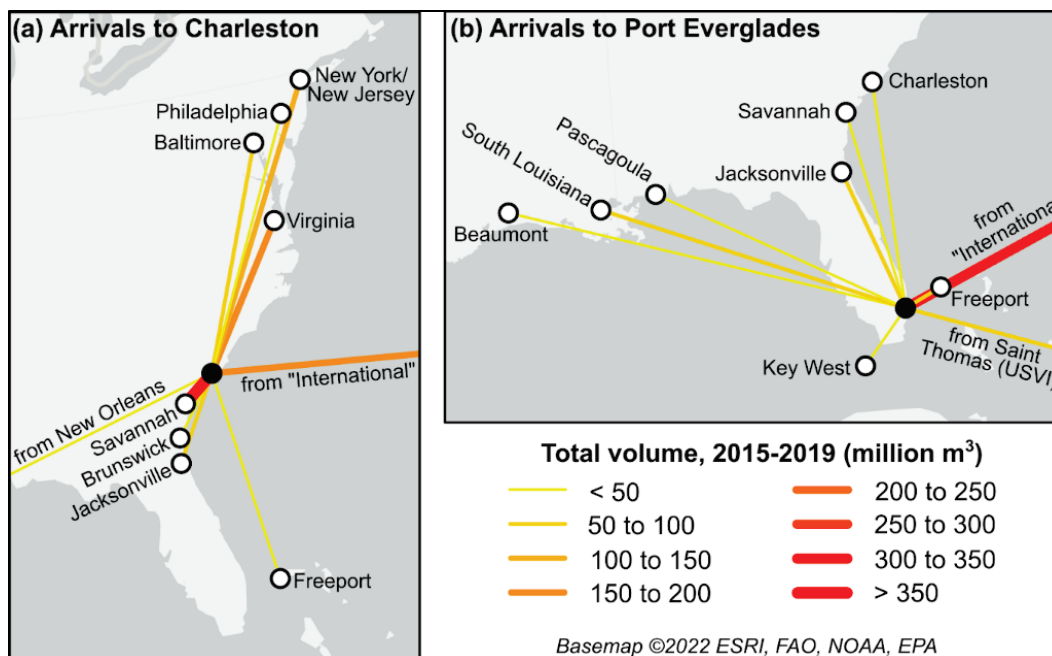 (a) Arrivals to Charleston
New York/
New Jersey
Philadelphia
Baltimore
Virginia
from "International"
from New Orleans
Savannah
Brunswick
Jacksonville
Freeport
(b) Arrivals to Port Everglades
Charleston
Savannah
Pascagoula
South Louisiana
Jacksonville
Beaumont
from
"International"
Freeport
from Saint
Thomas (USVI)
Key West
Total volume, 2015-2019 (million m³)
< 50
50 to 100
100 to 150
150 to 200
200 to 250
250 to 300
300 to 350
> 350
Basemap ©2022 ESRI, FAO, NOAA, EPA